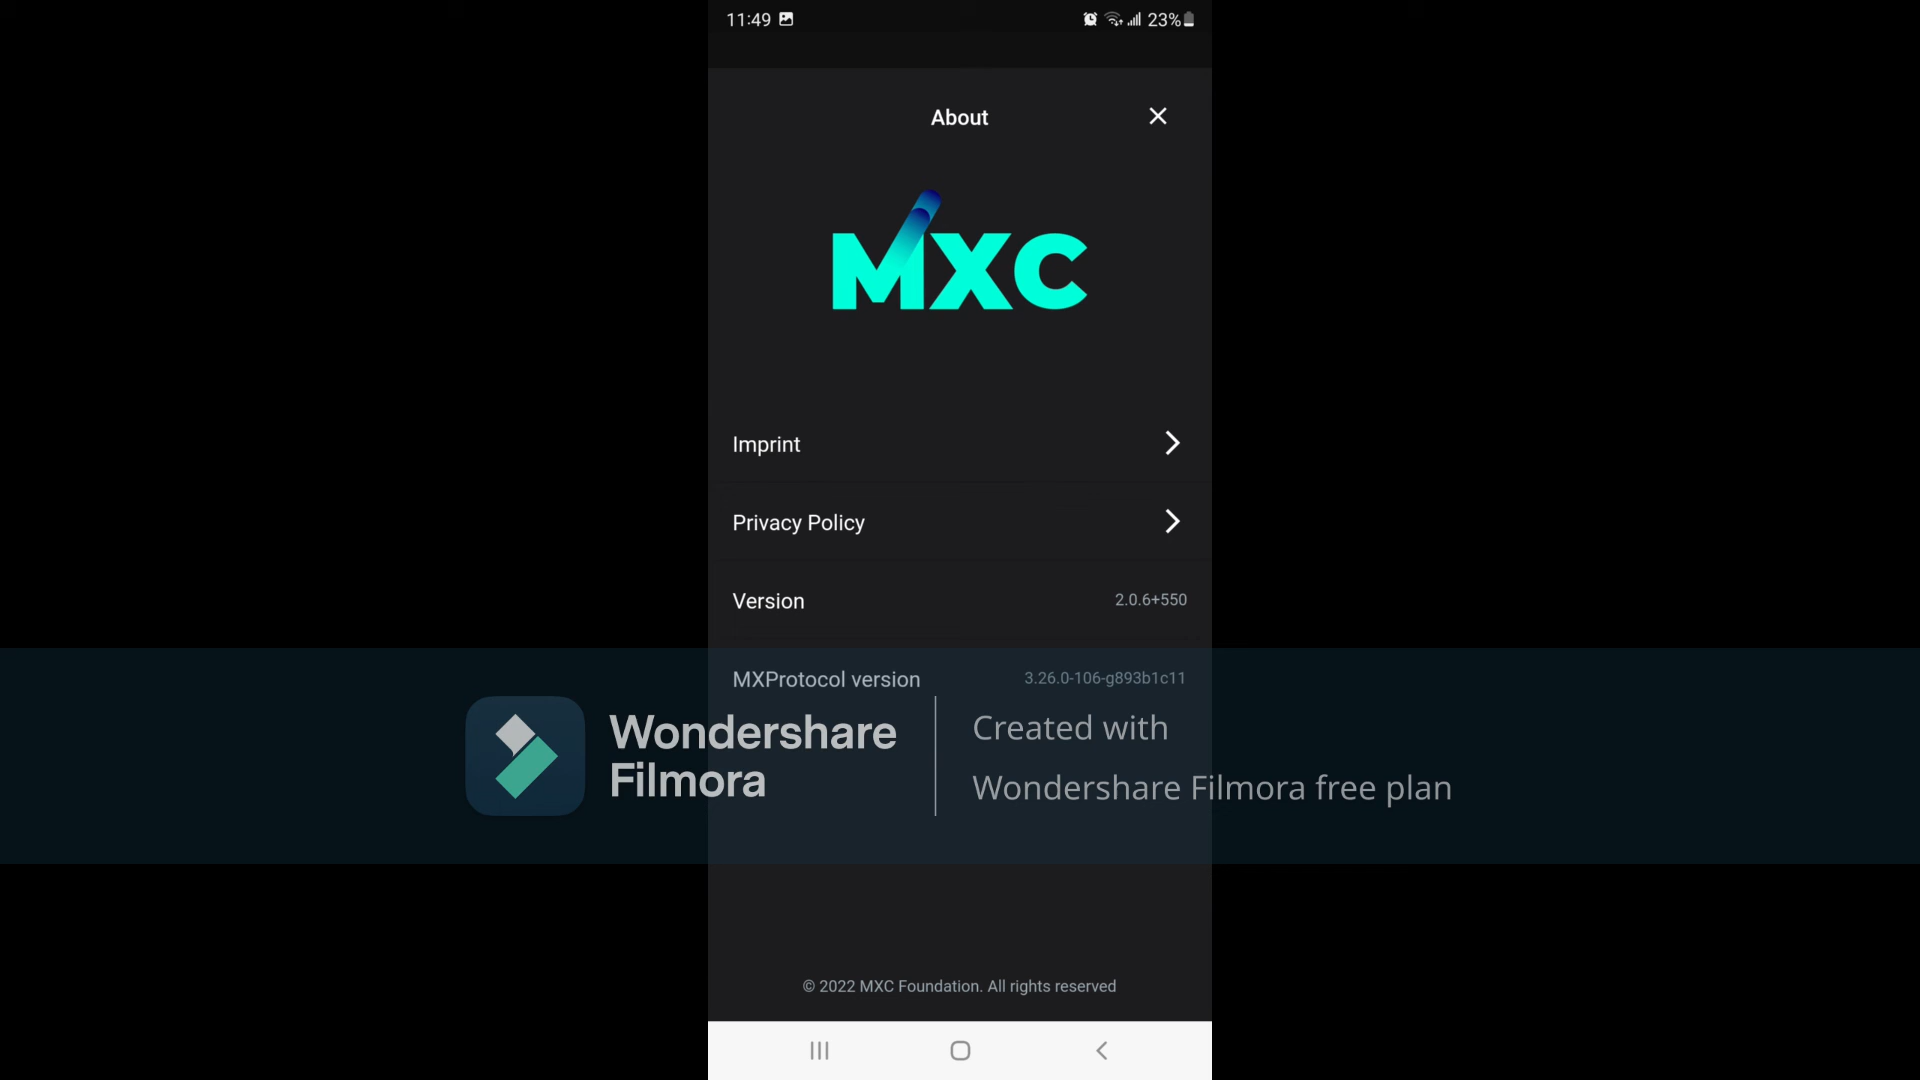 11:49
23%
About
MXC
Imprint
Privacy Policy
Version
2.0.6+550
MXProtocol version
3.26.0-106-g893b1c11
Wondershare
Filmora
Created with
Wondershare Filmora free plan
© 2022 MXC Foundation. All rights reserved